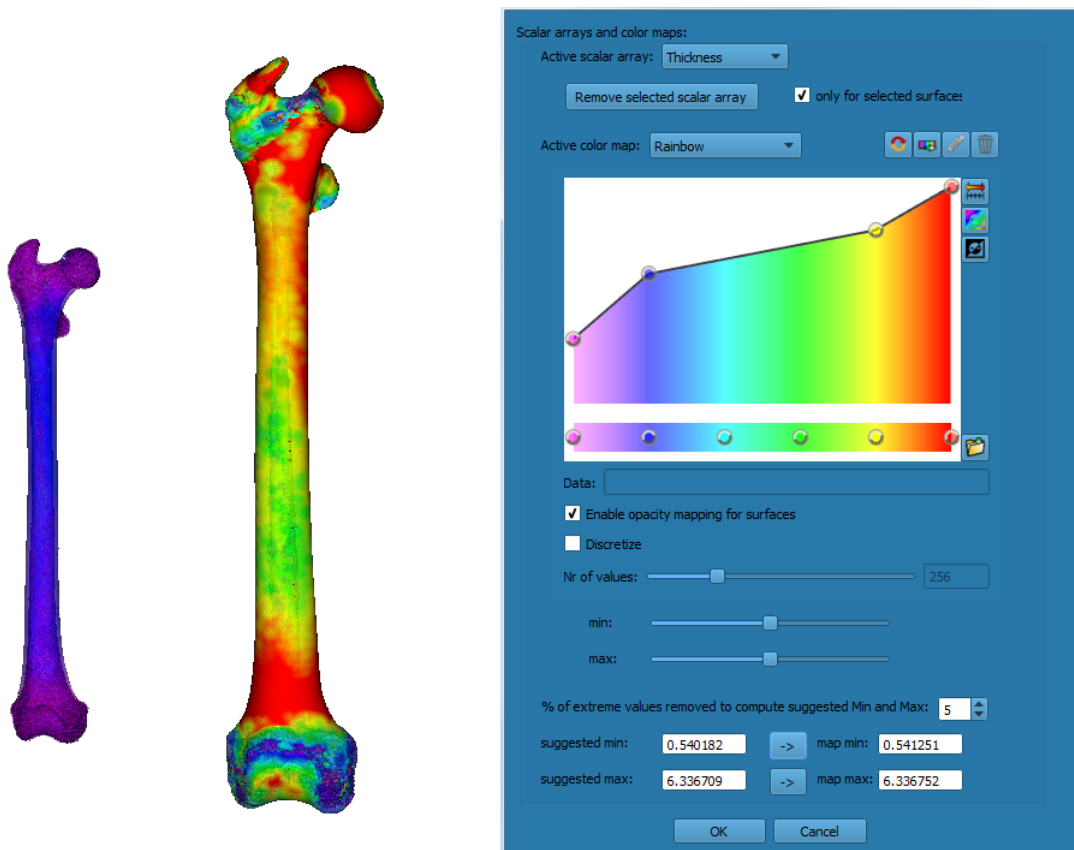 Scalar arrays and color maps:
Active scalar array: Thickness
Remove selected scalar array only for selected surfaces
Active color map: Rainbow
Data:
Enable opacity mapping for surfaces
Discretize
Nr of values: 256
min:
max:
% of extreme values removed to compute suggested Min and Max: 5
suggested min: 0.540182 -> map min: 0.541251
suggested max: 6.336709 -> map max: 6.336752
OK Cancel